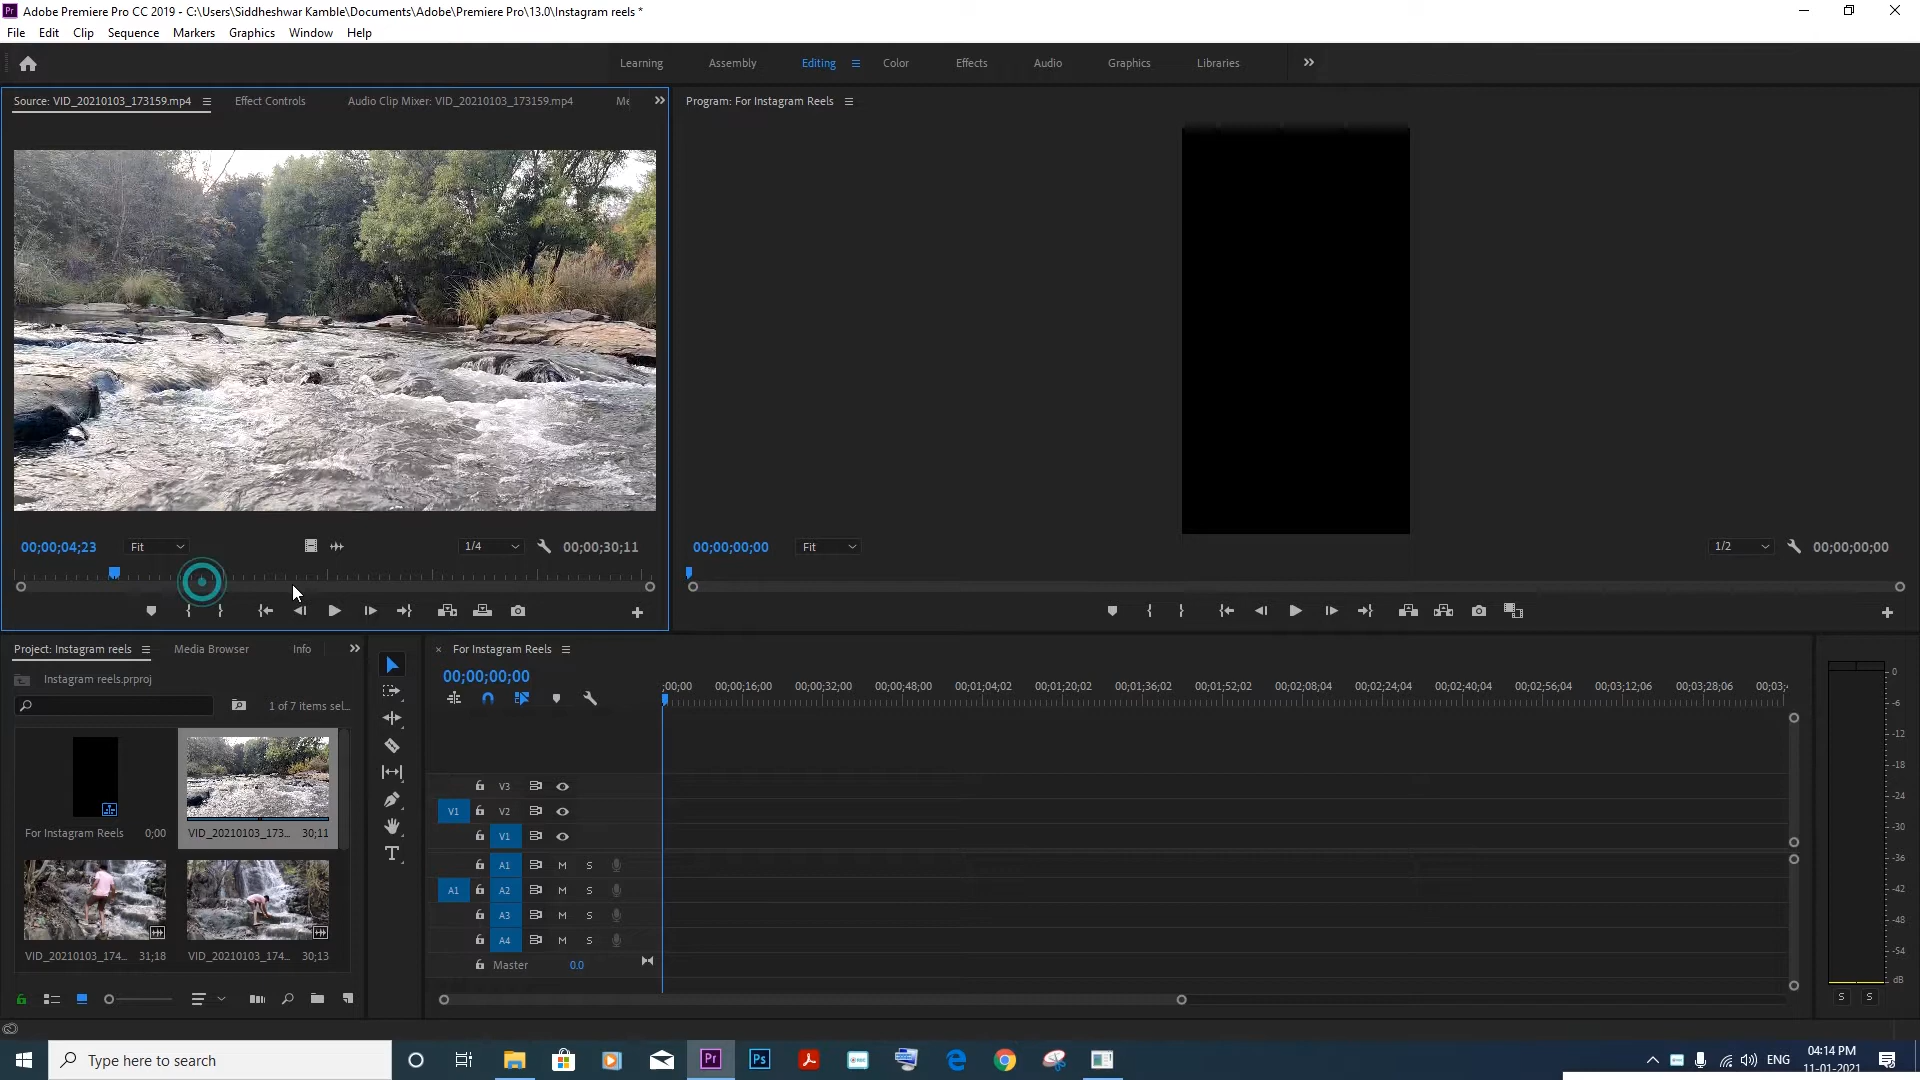 Adobe Premiere Pro CC 2019 - C:\Users\Siddheshwar Kamble\Documents\Adobe\Premiere Pro\13.0\Instagram reels *
File Edit Clip Sequence Markers Graphics Window Help
Learning Assembly Editing Color Effects Audio Graphics Libraries
Source: VID_20210103_173159.mp4 Effect Controls Audio Clip Mixer: VID_20210103_173159.mp4 Me
Program: For Instagram Reels
00;00;04;23 Fit 1/4 00;00;30;11
00;00;00;00 Fit 1/2 00;00;00;00
Project: Instagram reels Media Browser Info
Instagram reels.prproj
1 of 7 items sel...
For Instagram Reels 0;00
VID_20210103_173... 30;11
VID_20210103_174... 31;18
VID_20210103_174... 30;13
For Instagram Reels
00;00;00;00
;00;00 00;00;16;00 00;00;32;00 00;00;48;00 00;01;04;02 00;01;20;02 00;01;36;02 00;01;52;02 00;02;08;04 00;02;24;04 00;02;40;04 00;02;56;04 00;03;12;06 00;03;28;06 00;03;
V3
V1 V2
V1
A1 M S
A1 A2 M S
A3 M S
A4 M S
Master 0.0
0
-6
-12
-18
-24
-30
-36
-42
-48
-54
dB
S S
Type here to search
Pr Ps
ENG 04:14 PM
11-01-2021